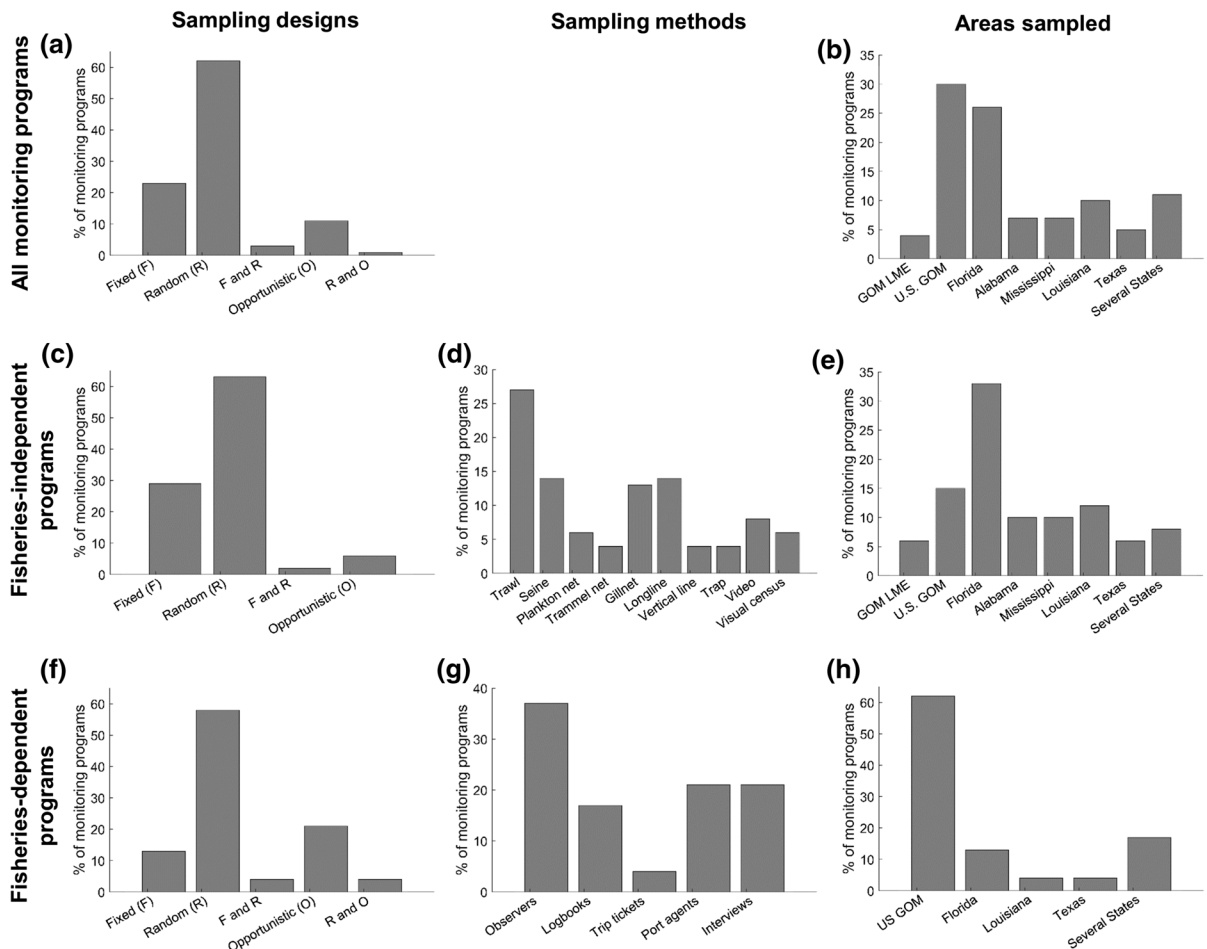 Sampling designs
Sampling methods
Areas sampled
All monitoring programs
(a)
% of monitoring programs
60
50
40
30
20
10
0
Fixed (F)
Random (R)
F and R
Opportunistic (O)
R and O
(b)
% of monitoring programs
35
30
25
20
15
10
5
0
GOM LME
U.S. GOM
Florida
Alabama
Mississippi
Louisiana
Texas
Several States
Fisheries-independent
programs
(c)
% of monitoring programs
60
50
40
30
20
10
0
Fixed (F)
Random (R)
F and R
Opportunistic (O)
(d)
% of monitoring programs
30
25
20
15
10
5
0
Trawl
Seine
Plankton net
Trammel net
Gillnet
Longline
Vertical line
Trap
Video
Visual census
(e)
% of monitoring programs
35
30
25
20
15
10
5
0
GOM LME
U.S. GOM
Florida
Alabama
Mississippi
Louisiana
Texas
Several States
Fisheries-dependent
programs
(f)
% of monitoring programs
60
50
40
30
20
10
0
Fixed (F)
Random (R)
F and R
Opportunistic (O)
R and O
(g)
% of monitoring programs
40
30
20
10
0
Observers
Logbooks
Trip tickets
Port agents
Interviews
(h)
% of monitoring programs
60
50
40
30
20
10
0
US GOM
Florida
Louisiana
Texas
Several States